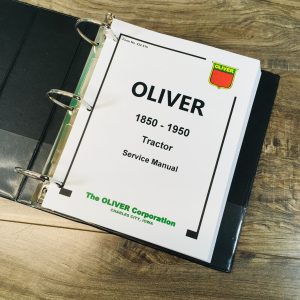 OLIVER
OLIVER
1850 - 1950
Tractor
Service Manual
The OLIVER Corporation
CHARLES CITY, IOWA